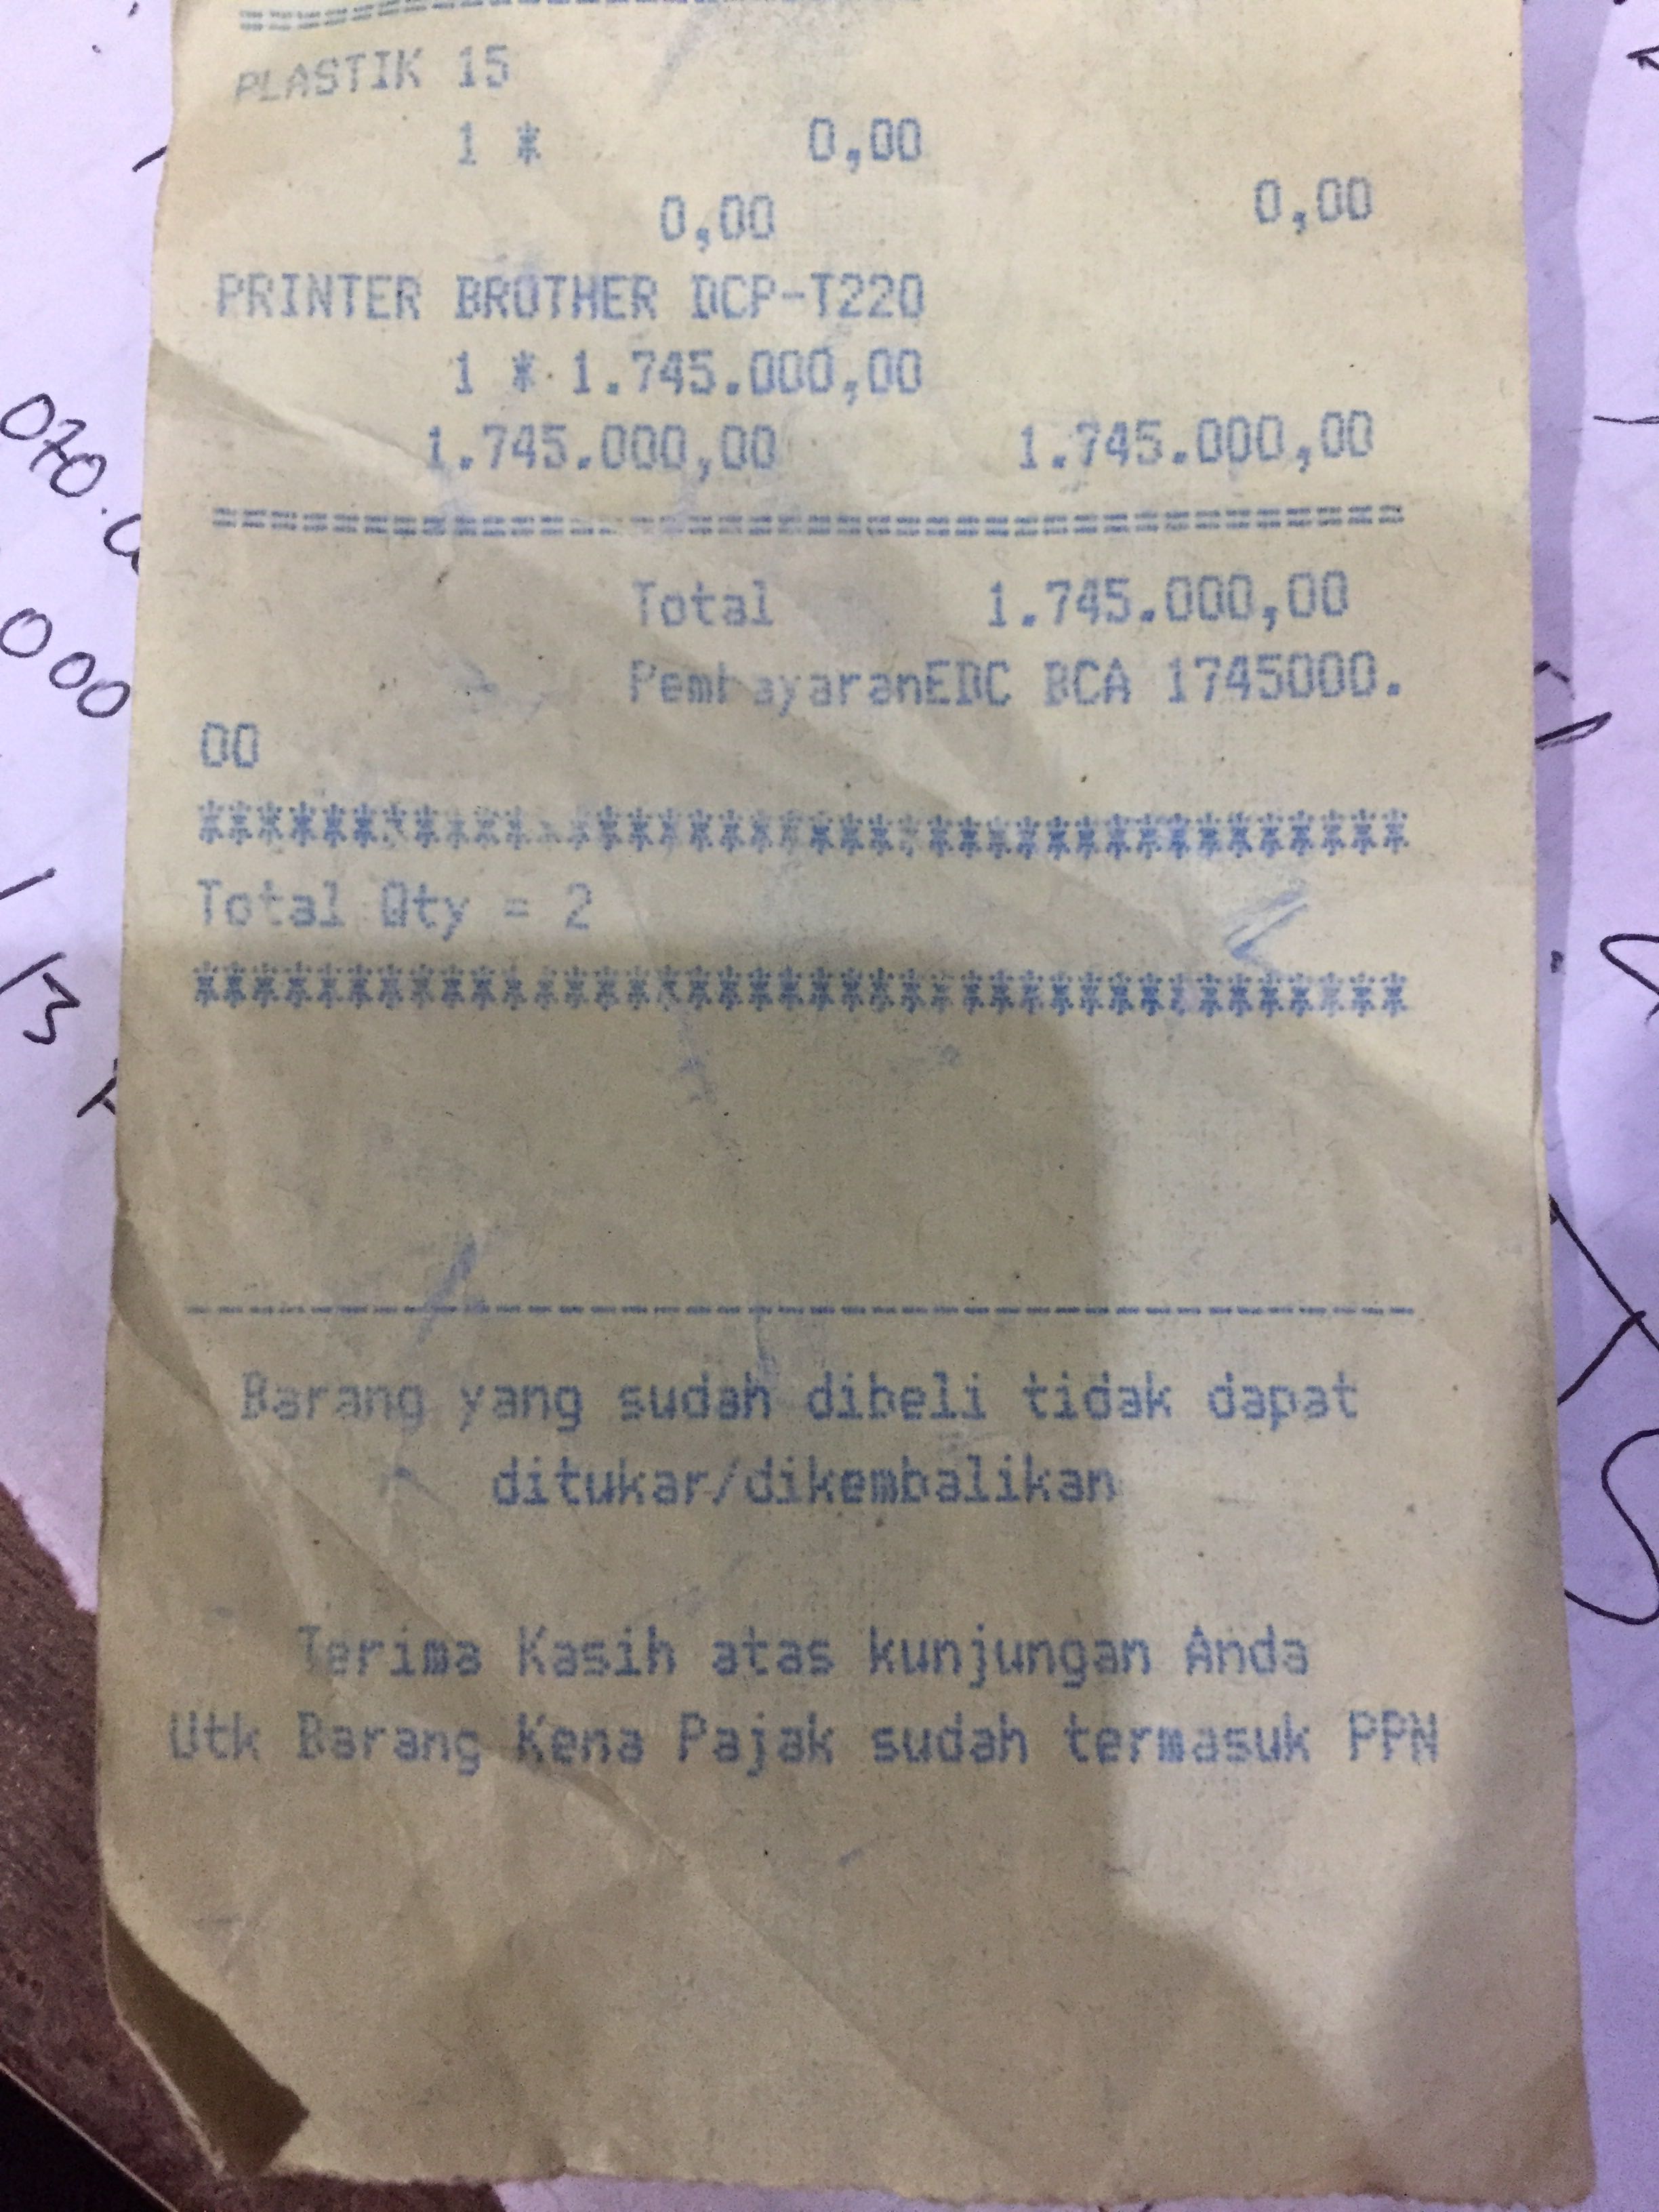 ================================
PLASTIK 15
1 * 0,00
0,00 0,00
PRINTER BROTHER DCP-T220
1 * 1.745.000,00
1.745.000,00 1.745.000,00
========================================
Total 1.745.000,00
PembayaranEDC BCA 1745000.
00
****************************************
Total Qty = 2
****************************************
----------------------------------------
Barang yang sudah dibeli tidak dapat
ditukar/dikembalikan
Terima Kasih atas kunjungan Anda
Utk Barang Kena Pajak sudah termasuk PPN
070.
000
13